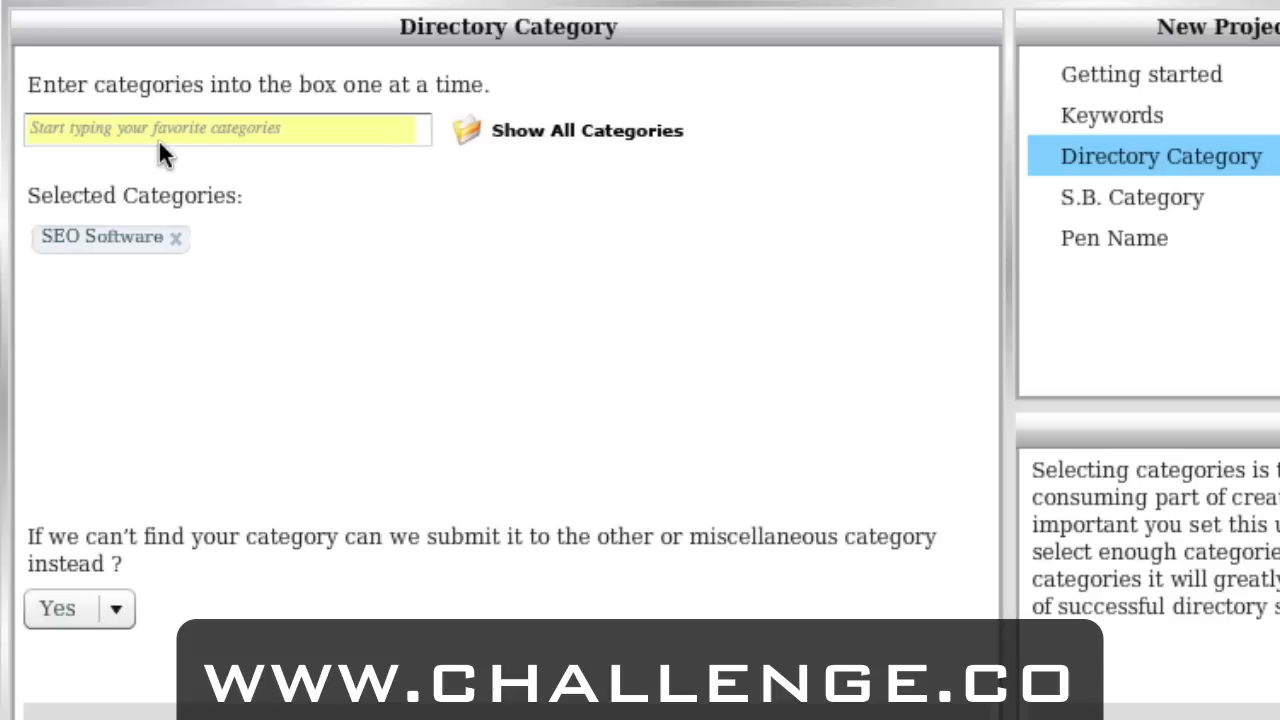 Directory Category
Enter categories into the box one at a time.
Start typing your favorite categories
Show All Categories
Selected Categories:
SEO Software
If we can't find your category can we submit it to the other or miscellaneous category
instead ?
Yes
New Projec
Getting started
Keywords
Directory Category
S.B. Category
Pen Name
Selecting categories is t
consuming part of crea
important you set this u
select enough categorie
categories it will greatly
of successful directory s
WWW.CHALLENGE.CO